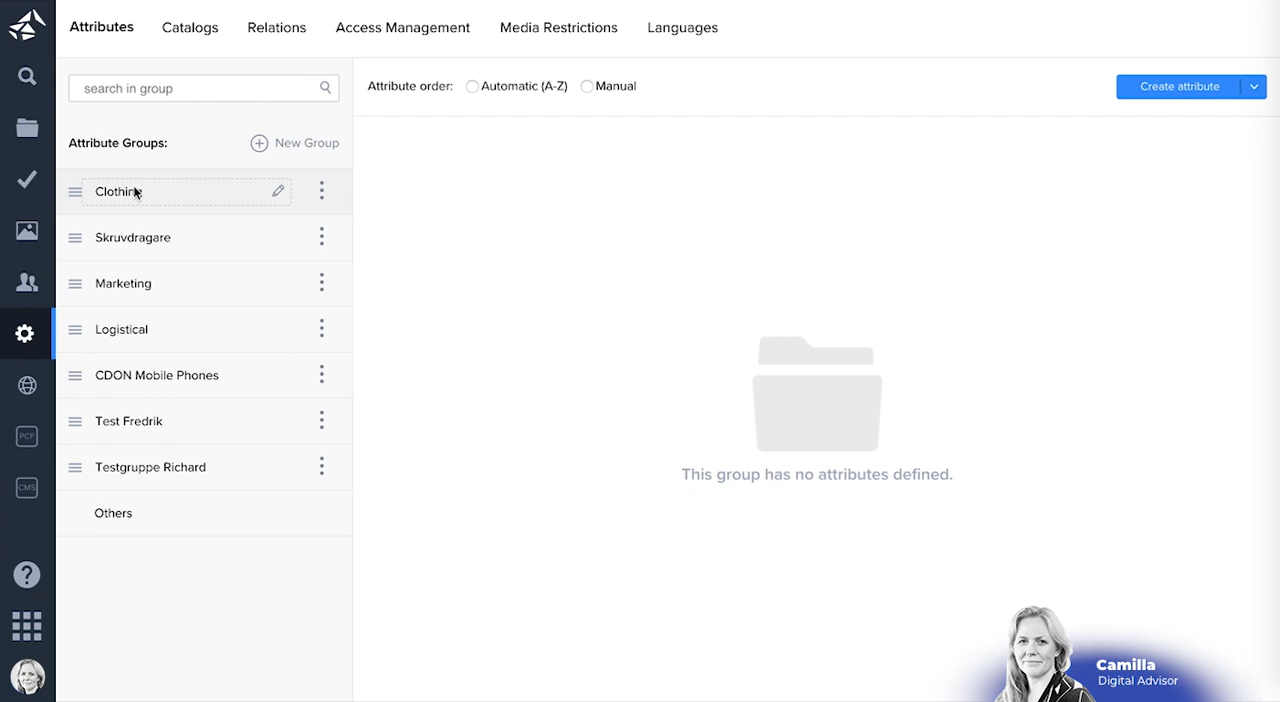 Attributes
Catalogs
Relations
Access Management
Media Restrictions
Languages
search in group
Attribute order:
Automatic (A-Z)
Manual
Create attribute
Attribute Groups:
New Group
Clothing
Skruvdragare
Marketing
Logistical
CDON Mobile Phones
Test Fredrik
Testgruppe Richard
Others
This group has no attributes defined.
PCF
CMS
?
Camilla
Digital Advisor